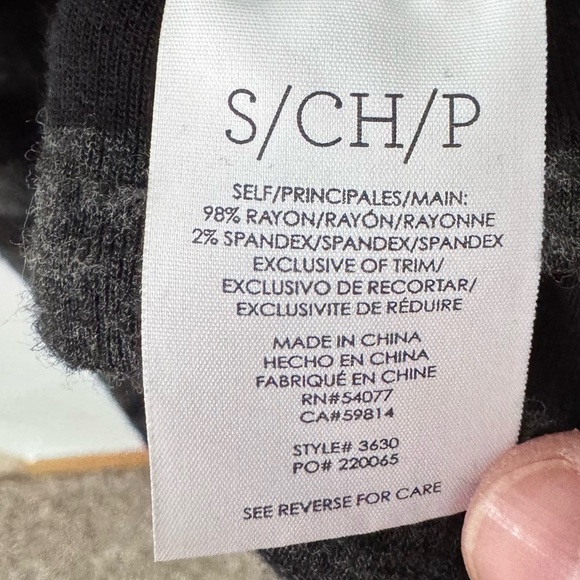 S/CH/P
SELF/PRINCIPALES/MAIN:
98% RAYON/RAYÓN/RAYONNE
2% SPANDEX/SPANDEX/SPANDEX
EXCLUSIVE OF TRIM/
EXCLUSIVO DE RECORTAR/
EXCLUSIVITE DE RÉDUIRE
MADE IN CHINA
HECHO EN CHINA
FABRIQUÉ EN CHINE
RN#54077
CA#59814
STYLE# 3630
PO# 220065
SEE REVERSE FOR CARE